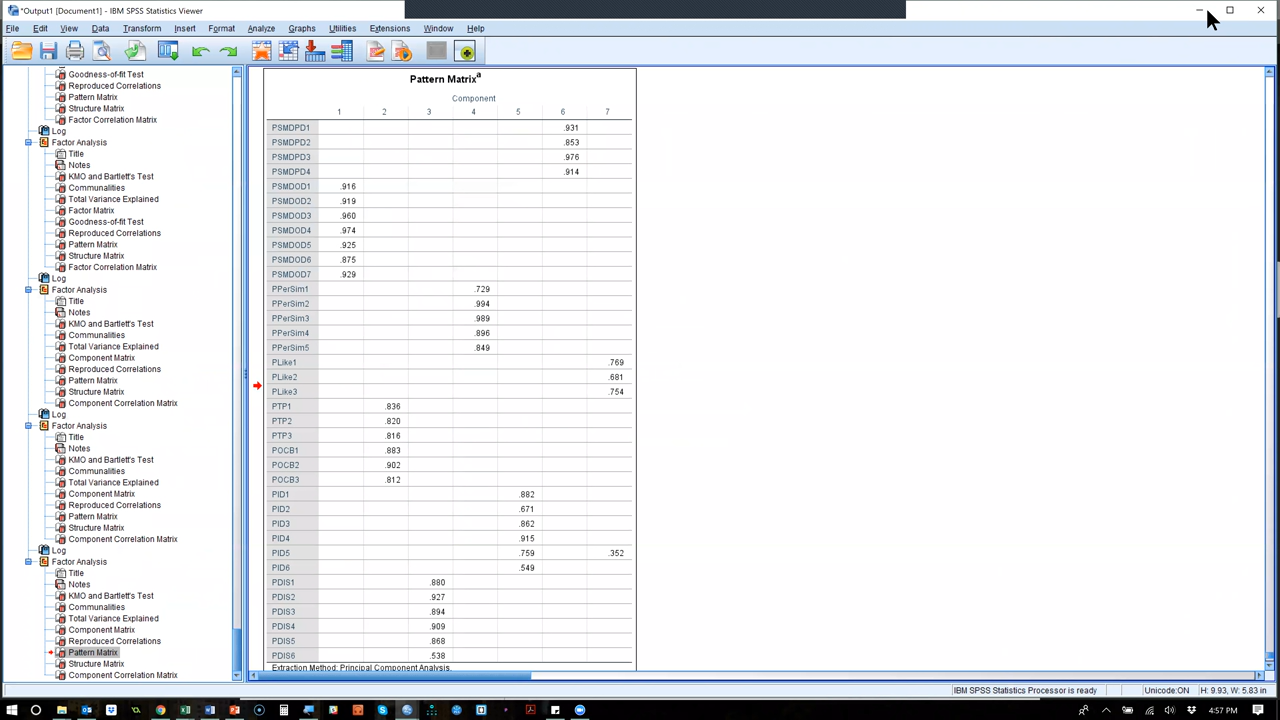 *Output1 [Document1] - IBM SPSS Statistics Viewer
File Edit View Data Transform Insert Format Analyze Graphs Utilities Extensions Window Help
Goodness-of-fit Test
Reproduced Correlations
Pattern Matrix
Structure Matrix
Factor Correlation Matrix
Log
Factor Analysis
Title
Notes
KMO and Bartlett's Test
Communalities
Total Variance Explained
Factor Matrix
Goodness-of-fit Test
Reproduced Correlations
Pattern Matrix
Structure Matrix
Factor Correlation Matrix
Log
Factor Analysis
Title
Notes
KMO and Bartlett's Test
Communalities
Total Variance Explained
Component Matrix
Reproduced Correlations
Pattern Matrix
Structure Matrix
Component Correlation Matrix
Log
Factor Analysis
Title
Notes
KMO and Bartlett's Test
Communalities
Total Variance Explained
Component Matrix
Reproduced Correlations
Pattern Matrix
Structure Matrix
Component Correlation Matrix
Log
Factor Analysis
Title
Notes
KMO and Bartlett's Test
Communalities
Total Variance Explained
Component Matrix
Reproduced Correlations
Pattern Matrix
Structure Matrix
Component Correlation Matrix
Pattern Matrixa
Component
1 2 3 4 5 6 7
PSMDPD1 .931
PSMDPD2 .853
PSMDPD3 .976
PSMDPD4 .914
PSMDOD1 .916
PSMDOD2 .919
PSMDOD3 .960
PSMDOD4 .974
PSMDOD5 .925
PSMDOD6 .875
PSMDOD7 .929
PPerSim1 .729
PPerSim2 .994
PPerSim3 .989
PPerSim4 .896
PPerSim5 .849
PLike1 .769
PLike2 .681
PLike3 .754
PTP1 .836
PTP2 .820
PTP3 .816
POCB1 .883
POCB2 .902
POCB3 .812
PID1 .882
PID2 .671
PID3 .862
PID4 .915
PID5 .759 .352
PID6 .549
PDIS1 .880
PDIS2 .927
PDIS3 .894
PDIS4 .909
PDIS5 .868
PDIS6 .538
Extraction Method: Principal Component Analysis.
IBM SPSS Statistics Processor is ready Unicode:ON H: 9.93, W: 5.83 in
4:57 PM